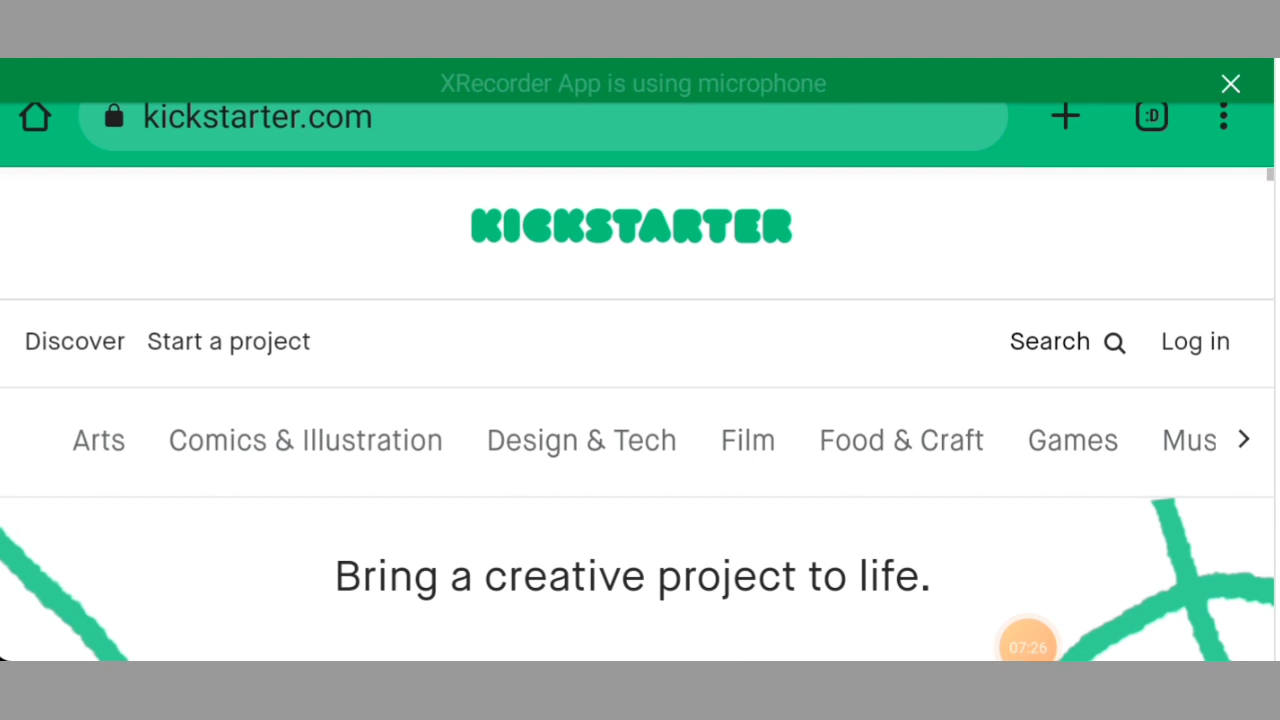 XRecorder App is using microphone
kickstarter.com
:D
KICKSTARTER
Discover Start a project Search Log in
Arts Comics & Illustration Design & Tech Film Food & Craft Games Mus
Bring a creative project to life.
07:26